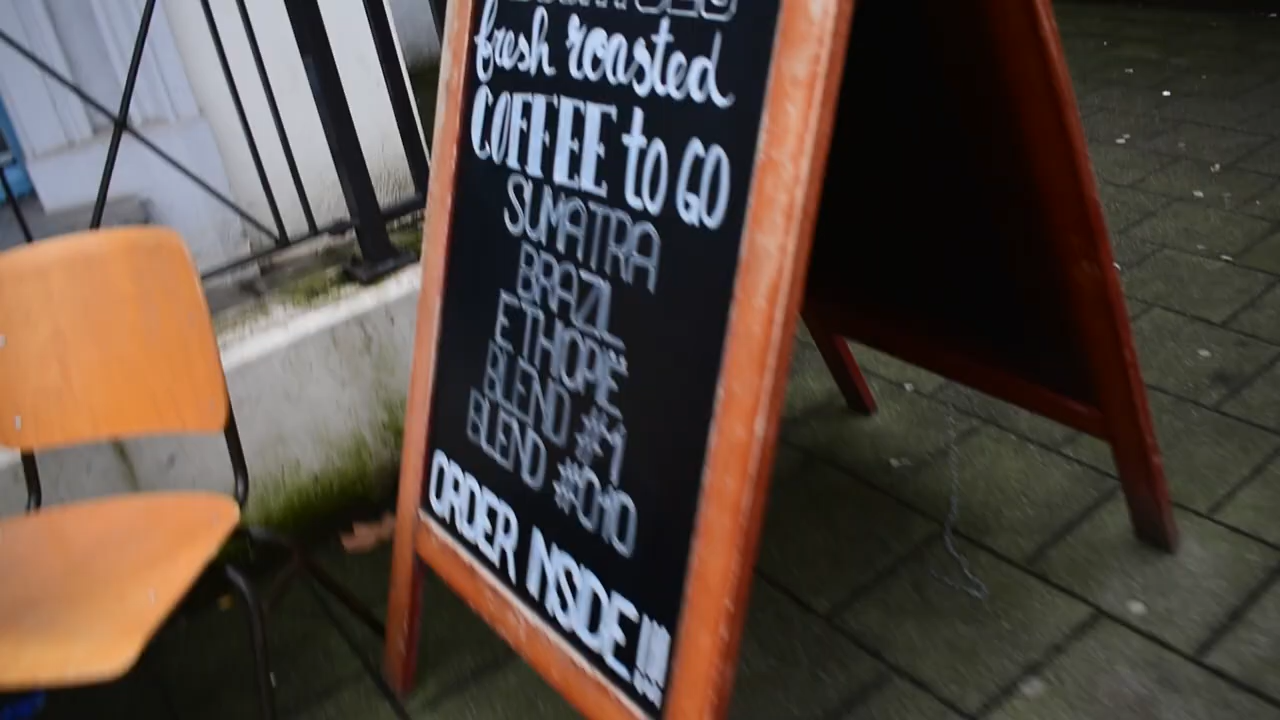 fresh roasted
COFFEE to GO
SUMATRA
BRAZIL
ETHOPIE
BLEND #1
BLEND #010
ORDER INSIDE!!!